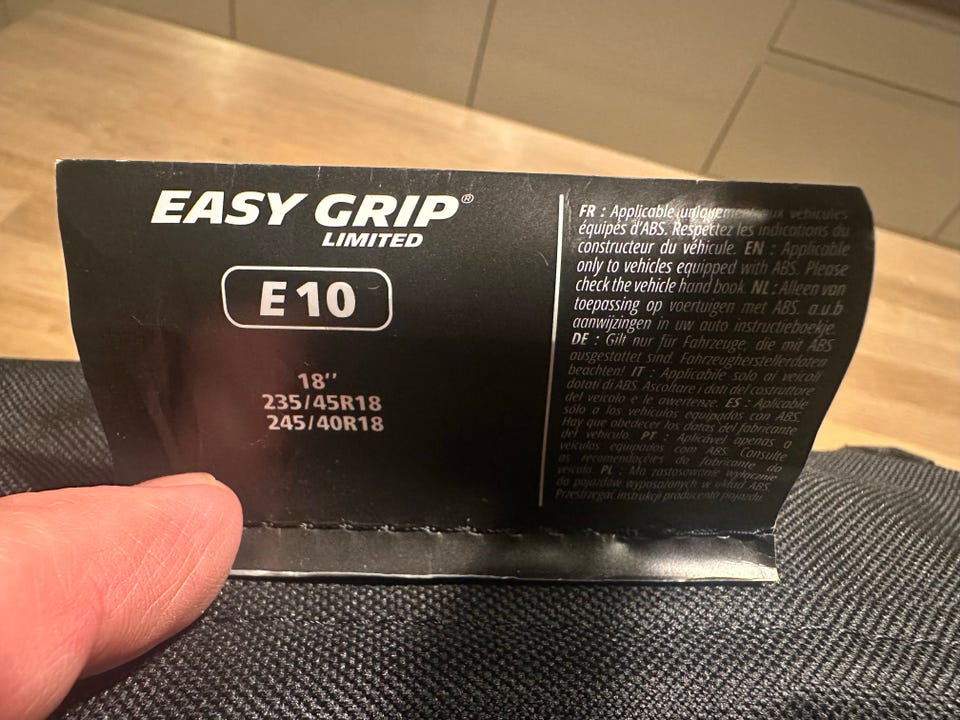 EASY GRIP®
LIMITED
E 10
18’’
235/45R18
245/40R18
FR : Applicable uniquement aux véhicules
équipés d'ABS. Respectez les indications du
constructeur du véhicule. EN : Applicable
only to vehicles equipped with ABS. Please
check the vehicle hand book. NL : Alleen van
toepassing op voertuigen met ABS. a.u.b
aanwijzingen in uw auto instructieboekje.
DE : Gilt nur für Fahrzeuge, die mit ABS
ausgestattet sind. Fahrzeugherstellerdaten
beachten! IT : Applicabile solo ai veicoli
dotati di ABS. Ascoltare i dati del costruttore
del veicolo e le awertenze. ES : Aplicable
sólo a los vehículos equipados con ABS.
Hay que obedecer los datos del fabricante
del vehículo. PT : Aplicável apenas a
veículos equipados com ABS. Consulte
as recomendações do fabricante do
veículo. PL : Ma zastosowanie wyłącznie
do pojazdów wyposażonych w układ ABS.
Przestrzegać instrukcji producenta pojazdu.